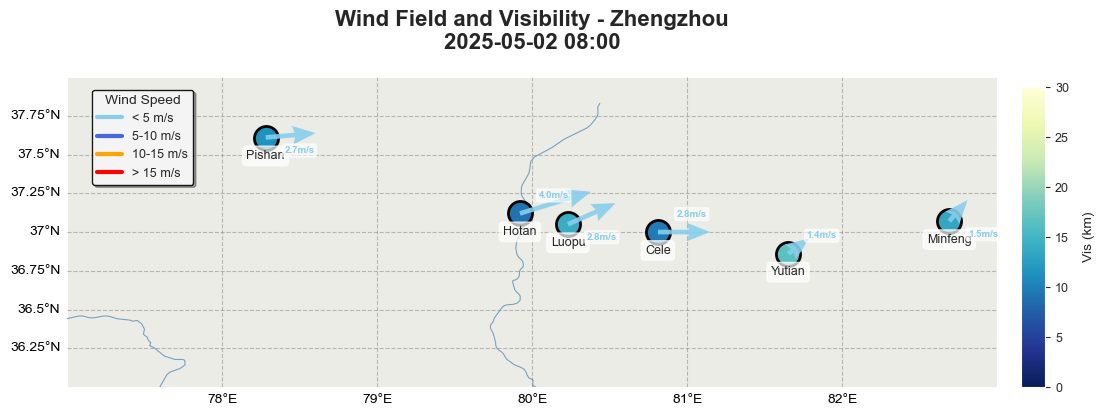 Wind Field and Visibility - Zhengzhou
2025-05-02 08:00
Wind Speed
< 5 m/s
5-10 m/s
10-15 m/s
> 15 m/s
37.75°N
37.5°N
37.25°N
37°N
36.75°N
36.5°N
36.25°N
78°E
79°E
80°E
81°E
82°E
Pishan
2.7m/s
Hotan
4.0m/s
Luopu
2.8m/s
Cele
2.8m/s
Yutian
1.4m/s
Minfeng
1.5m/s
30
25
20
15
10
5
0
Vis (km)